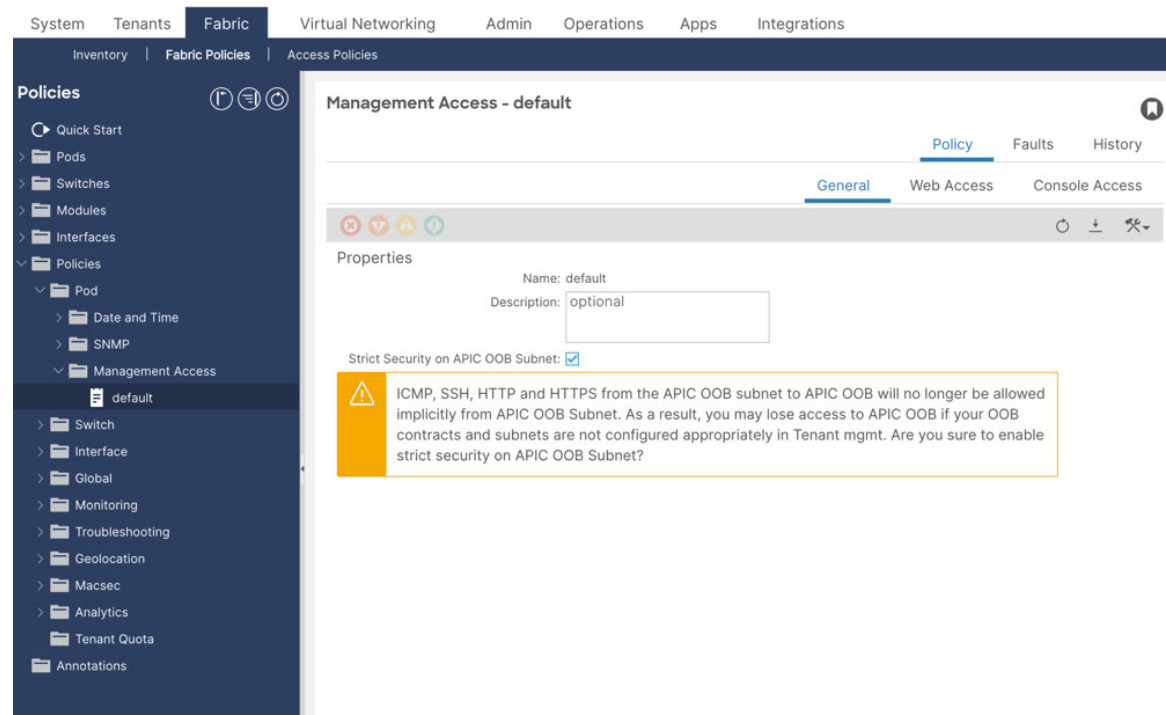 System Tenants Fabric Virtual Networking Admin Operations Apps Integrations
Inventory | Fabric Policies | Access Policies
Policies
Quick Start
Pods
Switches
Modules
Interfaces
Policies
Pod
Date and Time
SNMP
Management Access
default
Switch
Interface
Global
Monitoring
Troubleshooting
Geolocation
Macsec
Analytics
Tenant Quota
Annotations
Management Access - default
Policy Faults History
General Web Access Console Access
Properties
Name: default
Description: optional
Strict Security on APIC OOB Subnet:
ICMP, SSH, HTTP and HTTPS from the APIC OOB subnet to APIC OOB will no longer be allowed
implicitly from APIC OOB Subnet. As a result, you may lose access to APIC OOB if your OOB
contracts and subnets are not configured appropriately in Tenant mgmt. Are you sure to enable
strict security on APIC OOB Subnet?